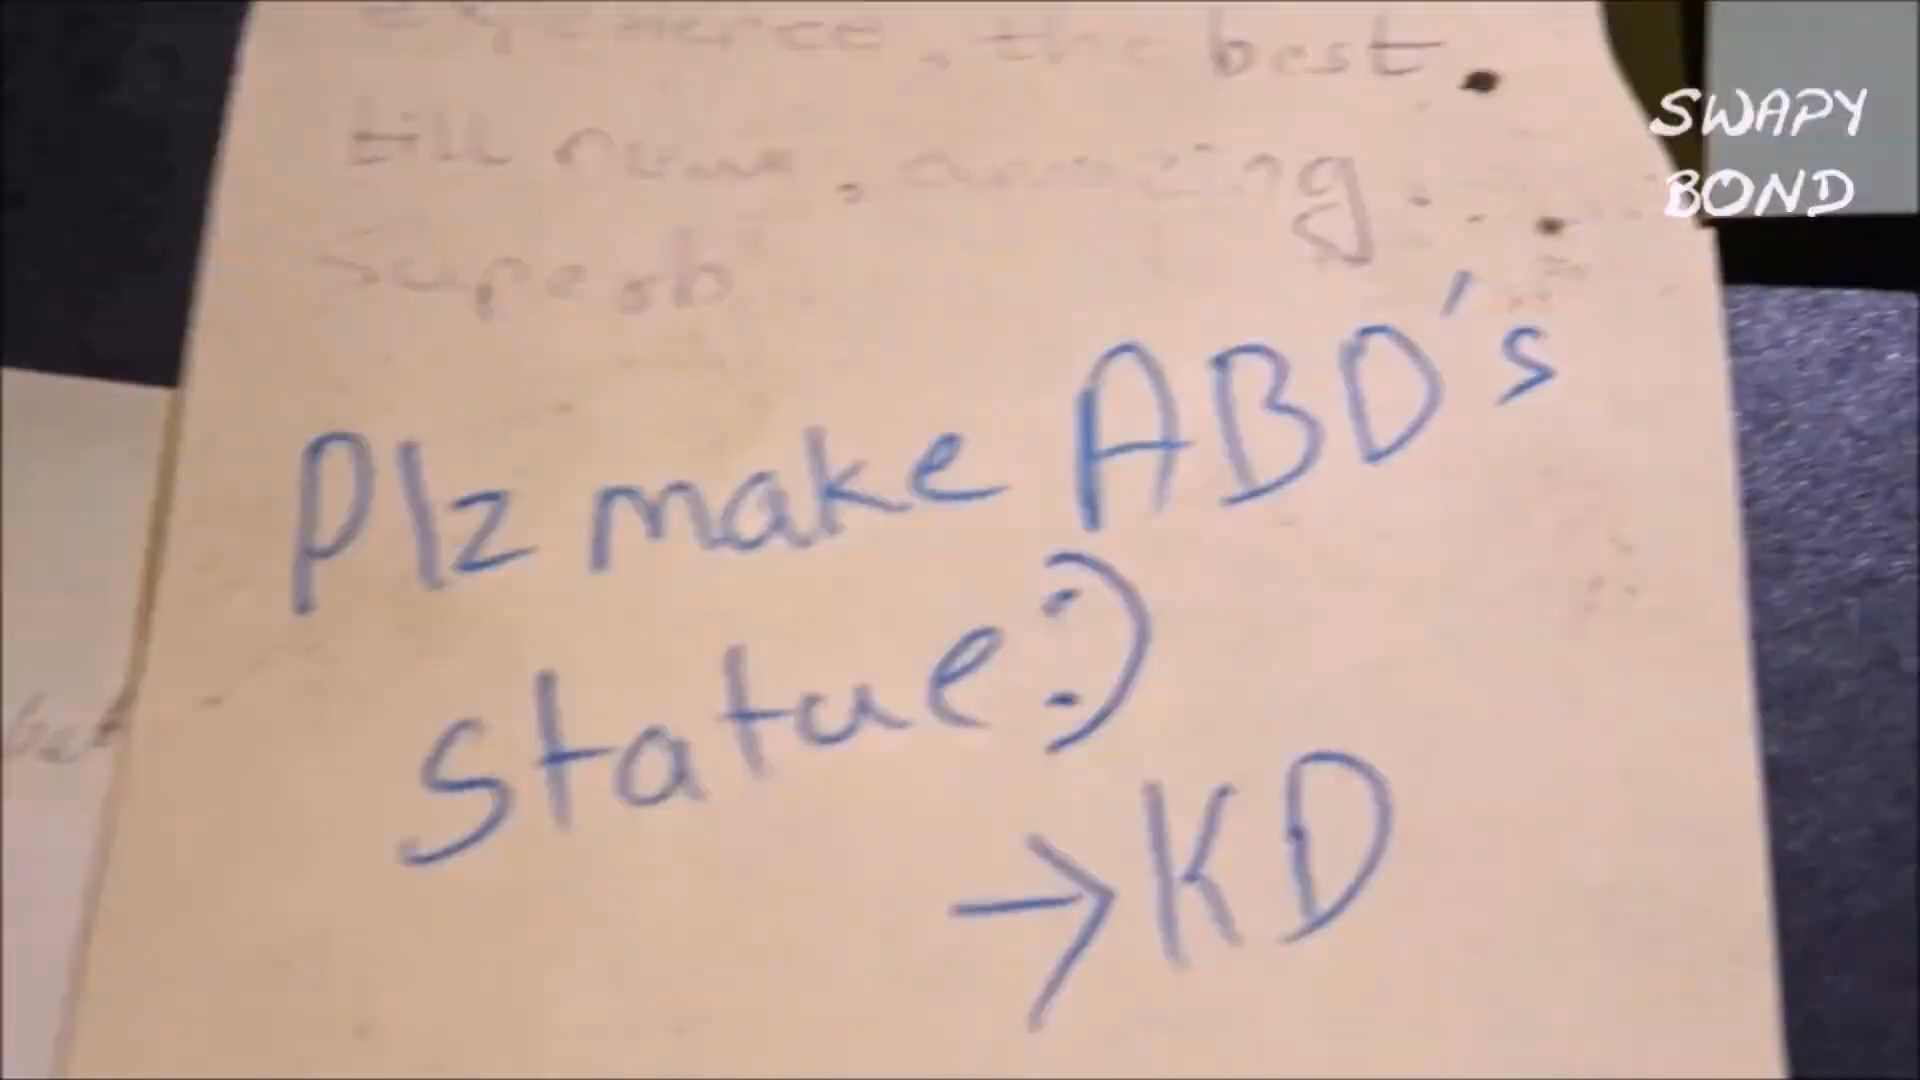 experience, the best
till now, amazing
Superb
Plz make ABD's
statue :)
→ KD
SWAPY
BOND